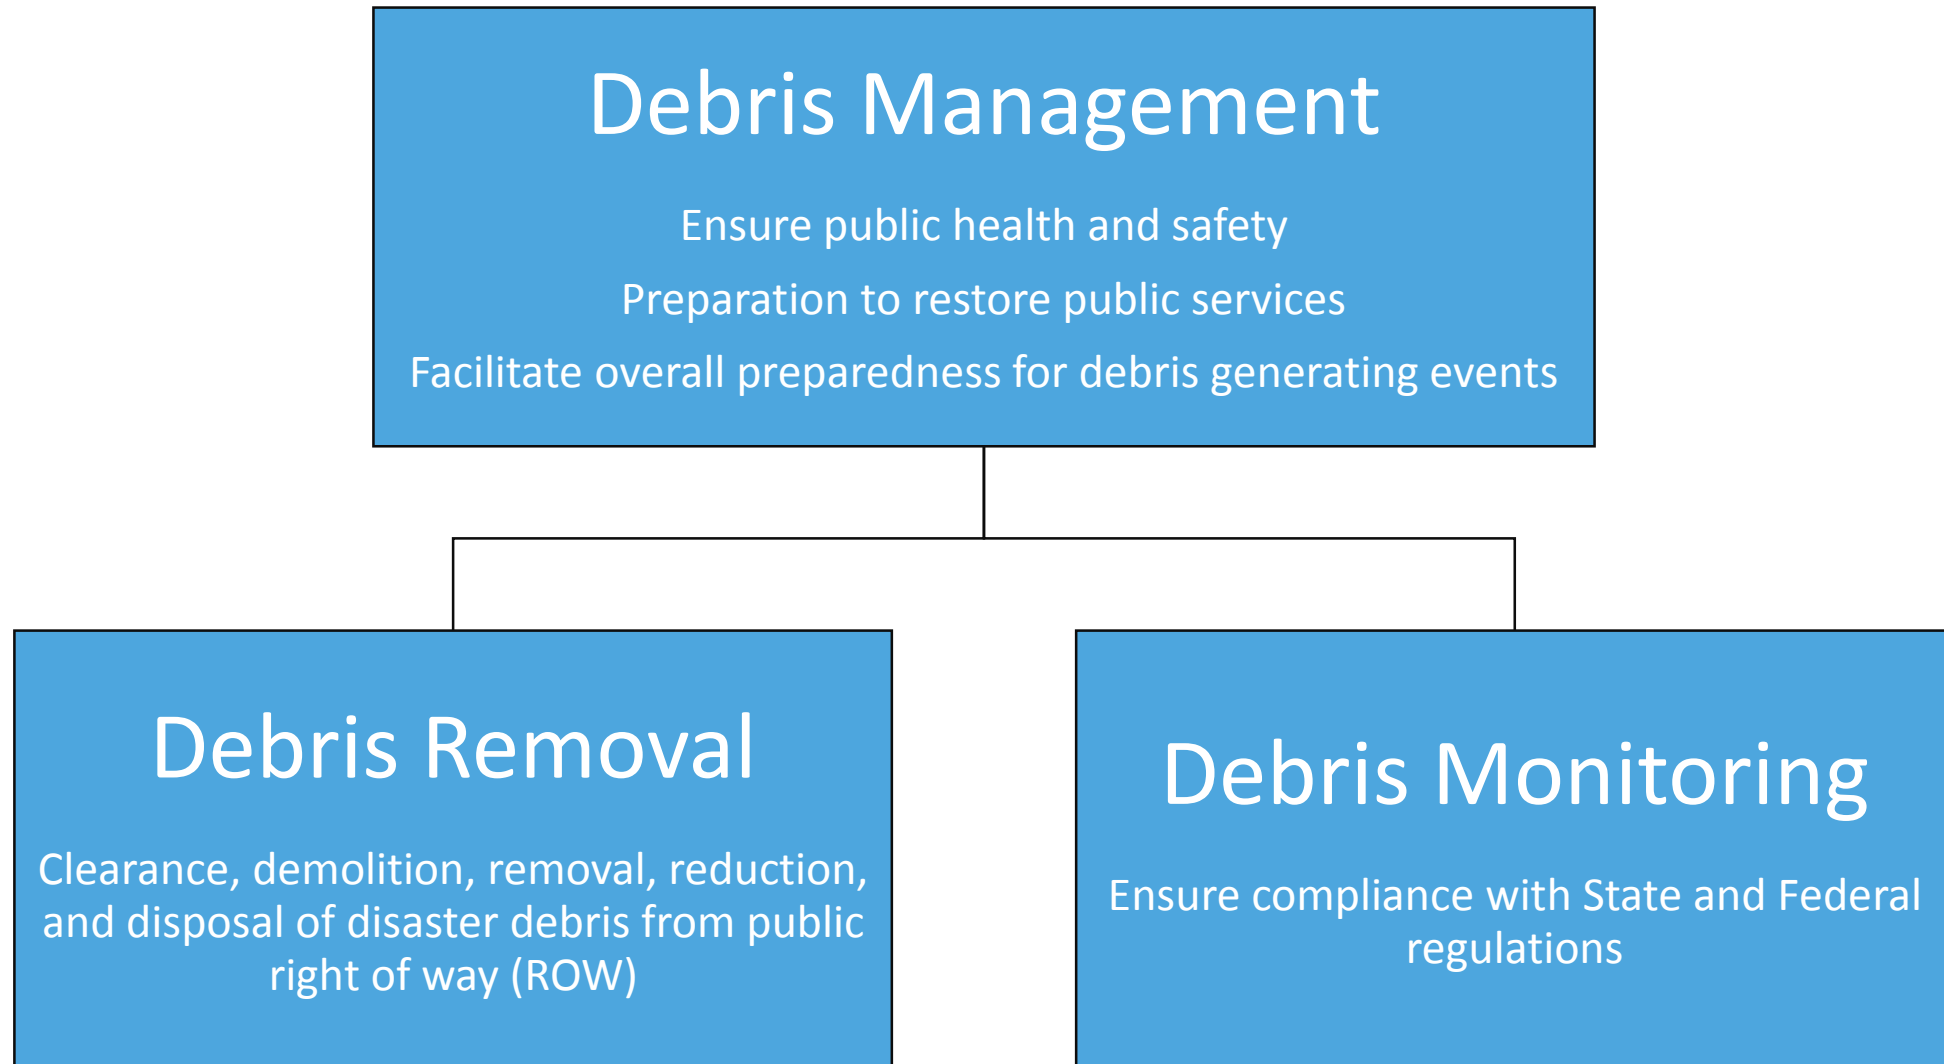 Debris Management
Ensure public health and safety
Preparation to restore public services
Facilitate overall preparedness for debris generating events
Debris Removal
Clearance, demolition, removal, reduction,
and disposal of disaster debris from public
right of way (ROW)
Debris Monitoring
Ensure compliance with State and Federal
regulations